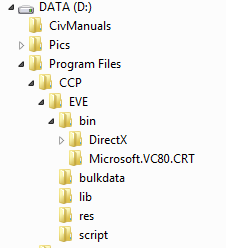 DATA (D:)
CivManuals
Pics
Program Files
CCP
EVE
bin
DirectX
Microsoft.VC80.CRT
bulkdata
lib
res
script